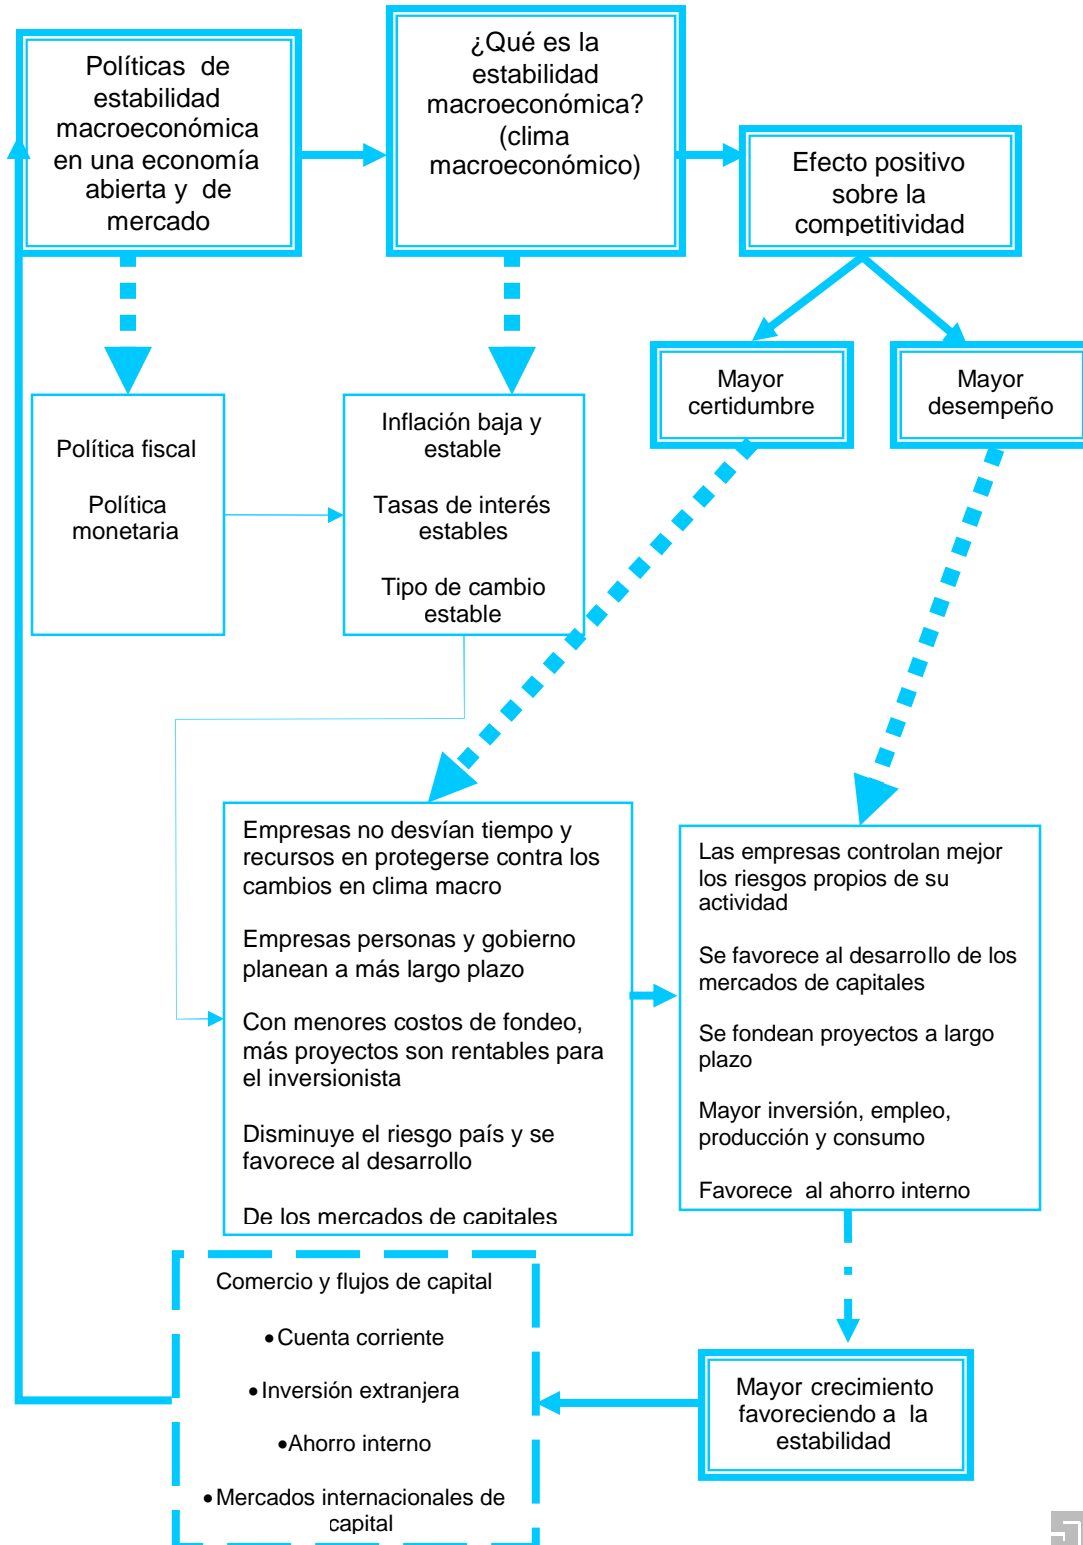 Políticas de
estabilidad
macroeconómica
en una economía
abierta y de
mercado
¿Qué es la
estabilidad
macroeconómica?
(clima
macroeconómico)
Efecto positivo
sobre la
competitividad
Mayor
certidumbre
Mayor
desempeño
Política fiscal
Política
monetaria
Inflación baja y
estable
Tasas de interés
estables
Tipo de cambio
estable
Empresas no desvían tiempo y
recursos en protegerse contra los
cambios en clima macro
Empresas personas y gobierno
planean a más largo plazo
Con menores costos de fondeo,
más proyectos son rentables para
el inversionista
Disminuye el riesgo país y se
favorece al desarrollo
De los mercados de capitales
Las empresas controlan mejor
los riesgos propios de su
actividad
Se favorece al desarrollo de los
mercados de capitales
Se fondean proyectos a largo
plazo
Mayor inversión, empleo,
producción y consumo
Favorece al ahorro interno
Comercio y flujos de capital
•Cuenta corriente
•Inversión extranjera
•Ahorro interno
•Mercados internacionales de
capital
Mayor crecimiento
favoreciendo a la
estabilidad